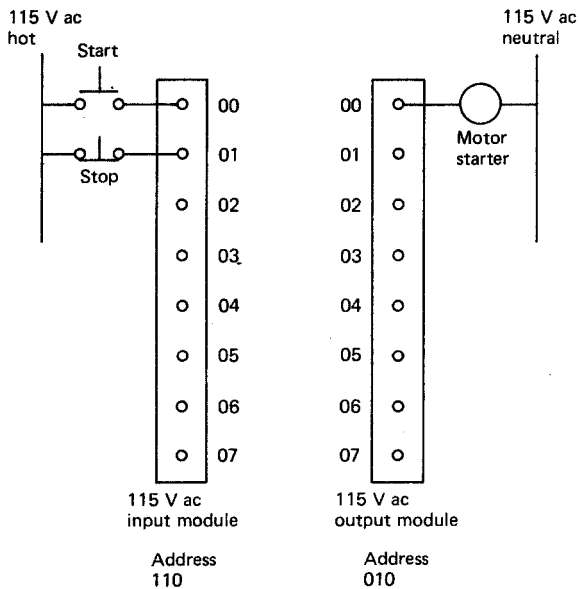 115 V ac
hot
Start
Stop
00
01
02
03
04
05
06
07
115 V ac
input module
Address
110
115 V ac
neutral
Motor
starter
00
01
02
03
04
05
06
07
115 V ac
output module
Address
010